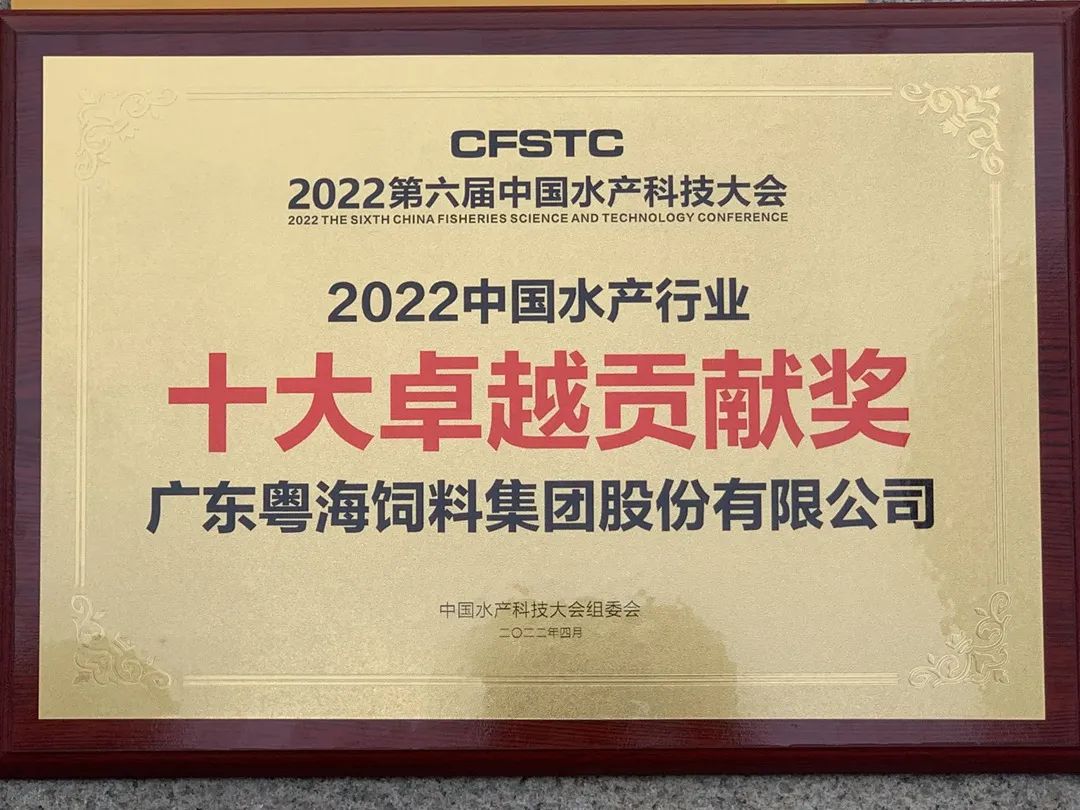 CFSTC
2022第六届中国水产科技大会
2022 THE SIXTH CHINA FISHERIES SCIENCE AND TECHNOLOGY CONFERENCE
2022中国水产行业
十大卓越贡献奖
广东粤海饲料集团股份有限公司
中国水产科技大会组委会
二〇二二年四月